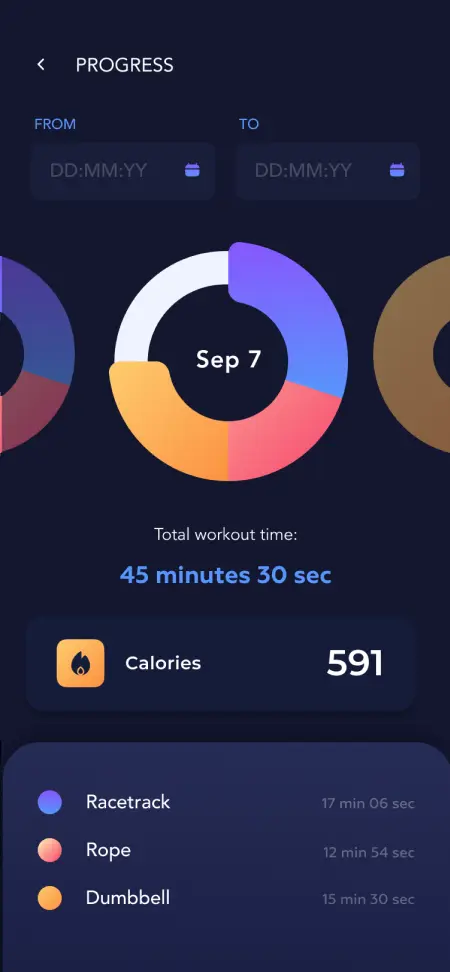 PROGRESS
FROM TO
DD:MM:YY DD:MM:YY
Sep 7
Total workout time:
45 minutes 30 sec
Calories 591
Racetrack 17 min 06 sec
Rope 12 min 54 sec
Dumbbell 15 min 30 sec